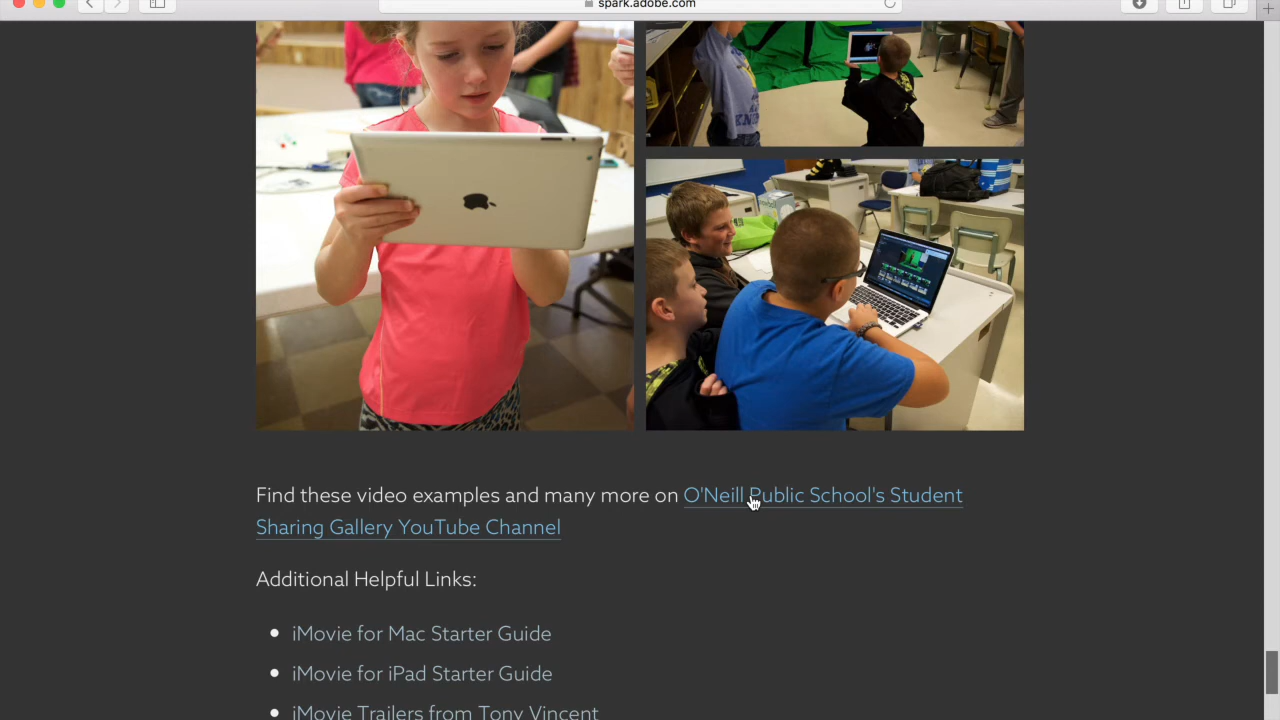 spark.adobe.com
Find these video examples and many more on O'Neill Public School's Student
Sharing Gallery YouTube Channel
Additional Helpful Links:
iMovie for Mac Starter Guide
iMovie for iPad Starter Guide
iMovie Trailers from Tony Vincent